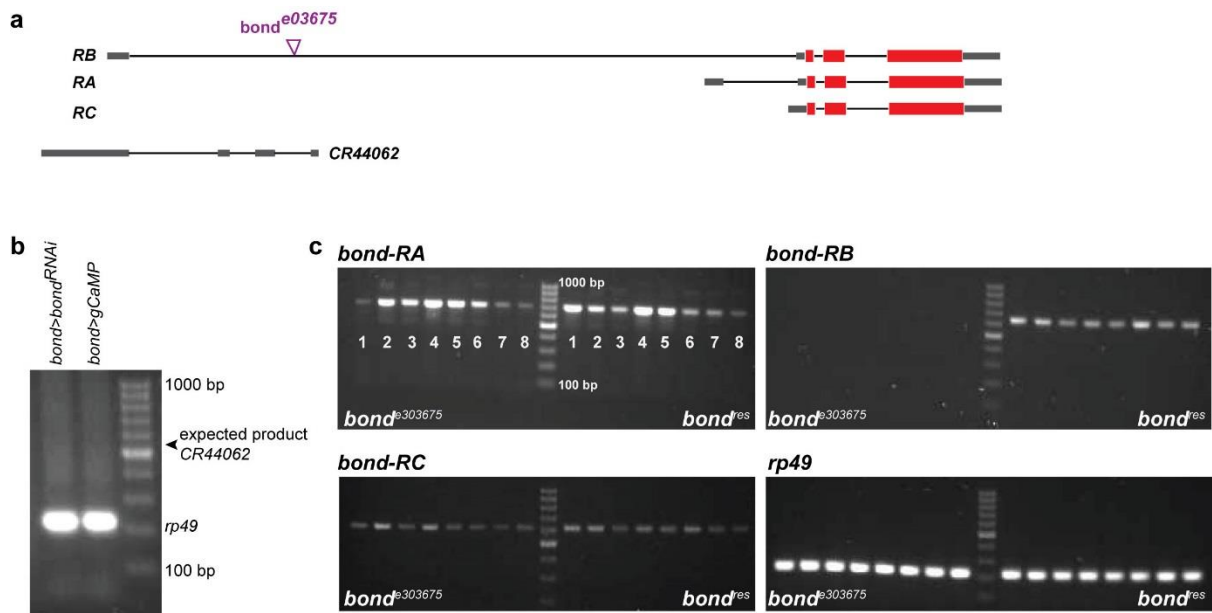 a
bond^e03675
RB
RA
RC
CR44062
b
bond>bond^RNAi
bond>gCaMP
1000 bp
expected product
CR44062
rp49
100 bp
c
bond-RA
1000 bp
1 2 3 4 5 6 7 8 1 2 3 4 5 6 7 8
100 bp
bond^e303675 bond^res
bond-RB
bond^e303675 bond^res
bond-RC
bond^e303675 bond^res
rp49
bond^e303675 bond^res